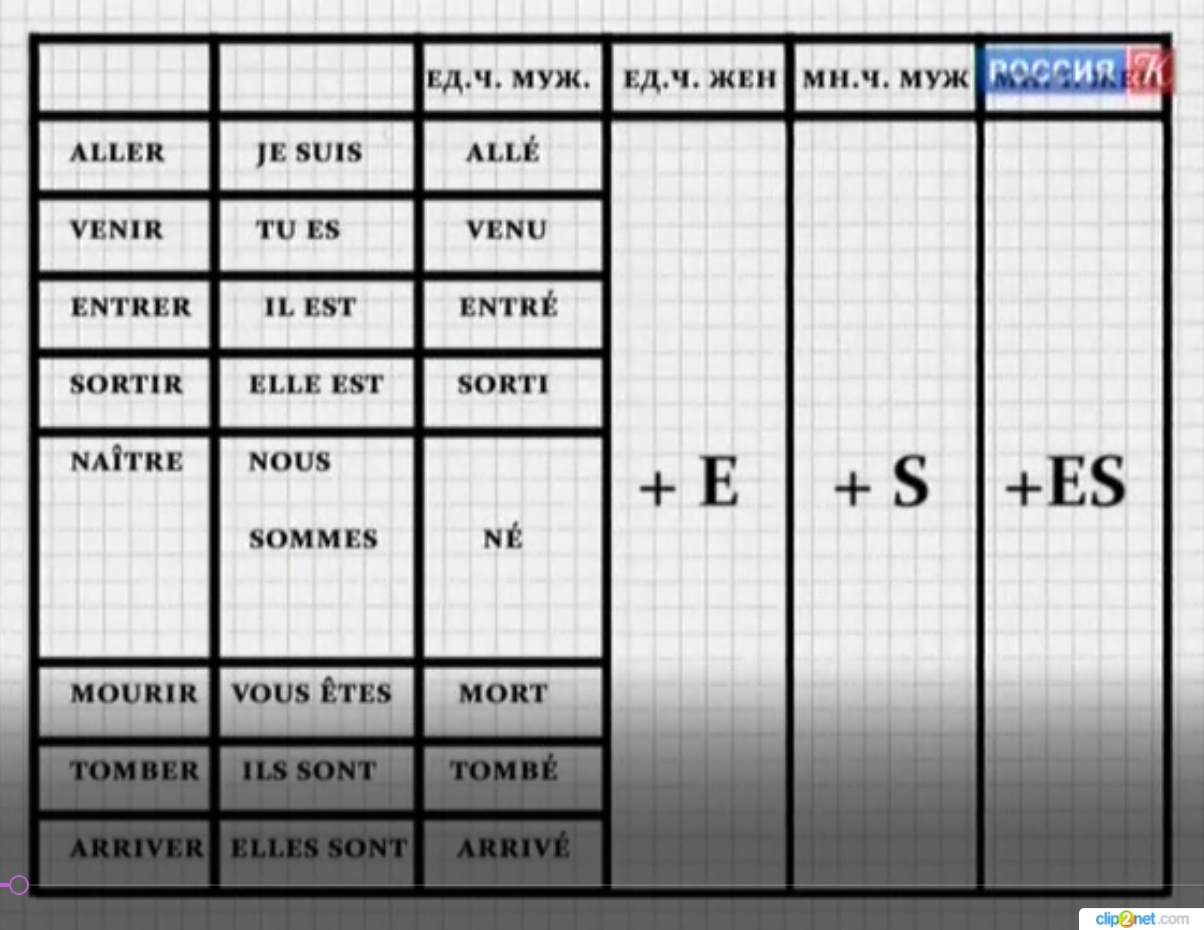 ЕД.Ч. МУЖ. ЕД.Ч. ЖЕН МН.Ч. МУЖ РОССИЯ К
ALLER JE SUIS ALLÉ
VENIR TU ES VENU
ENTRER IL EST ENTRÉ
SORTIR ELLE EST SORTI
NAÎTRE NOUS
+ E + S +ES
SOMMES NÉ
MOURIR VOUS ÊTES MORT
TOMBER ILS SONT TOMBÉ
ARRIVER ELLES SONT ARRIVÉ
clip2net.com